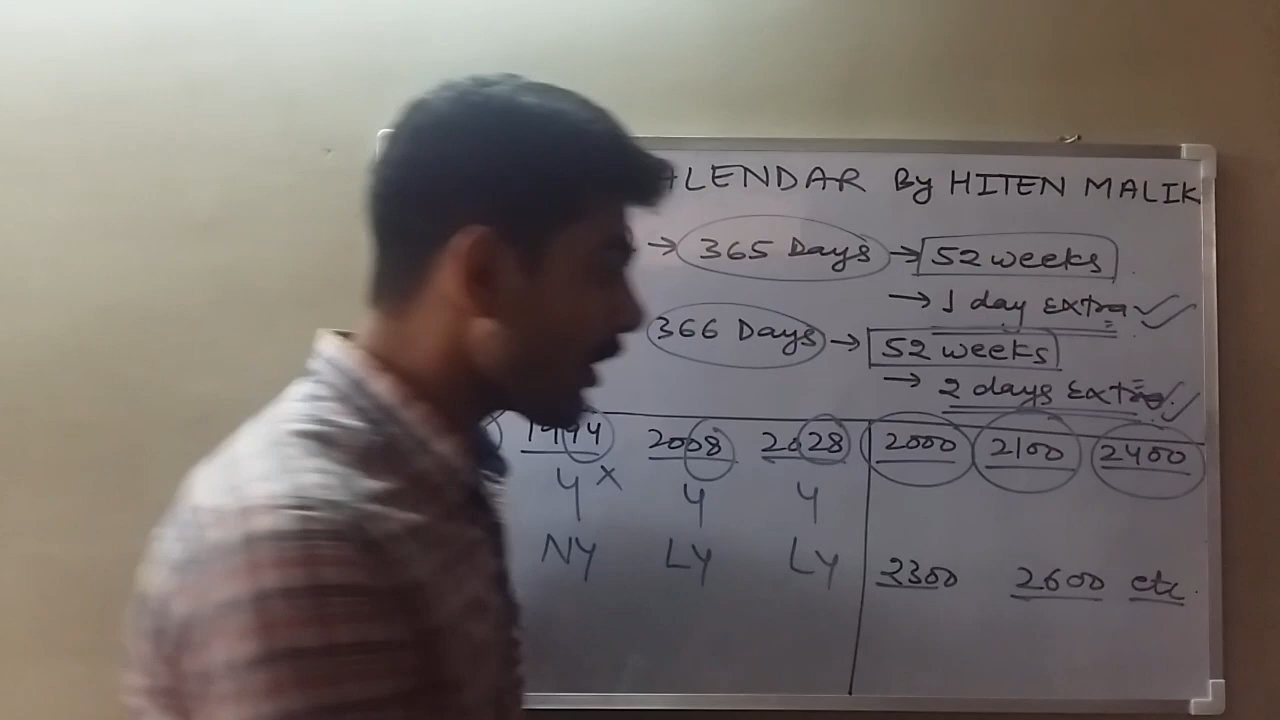 ALENDAR By HITEN MALIK
→ 365 Days → 52 weeks
→ 1 day extra
366 Days → 52 weeks
→ 2 days extra
1994 2008 2028 2000 2100 2400
4 x 4 4
NY LY LY 2300 2600 etc.